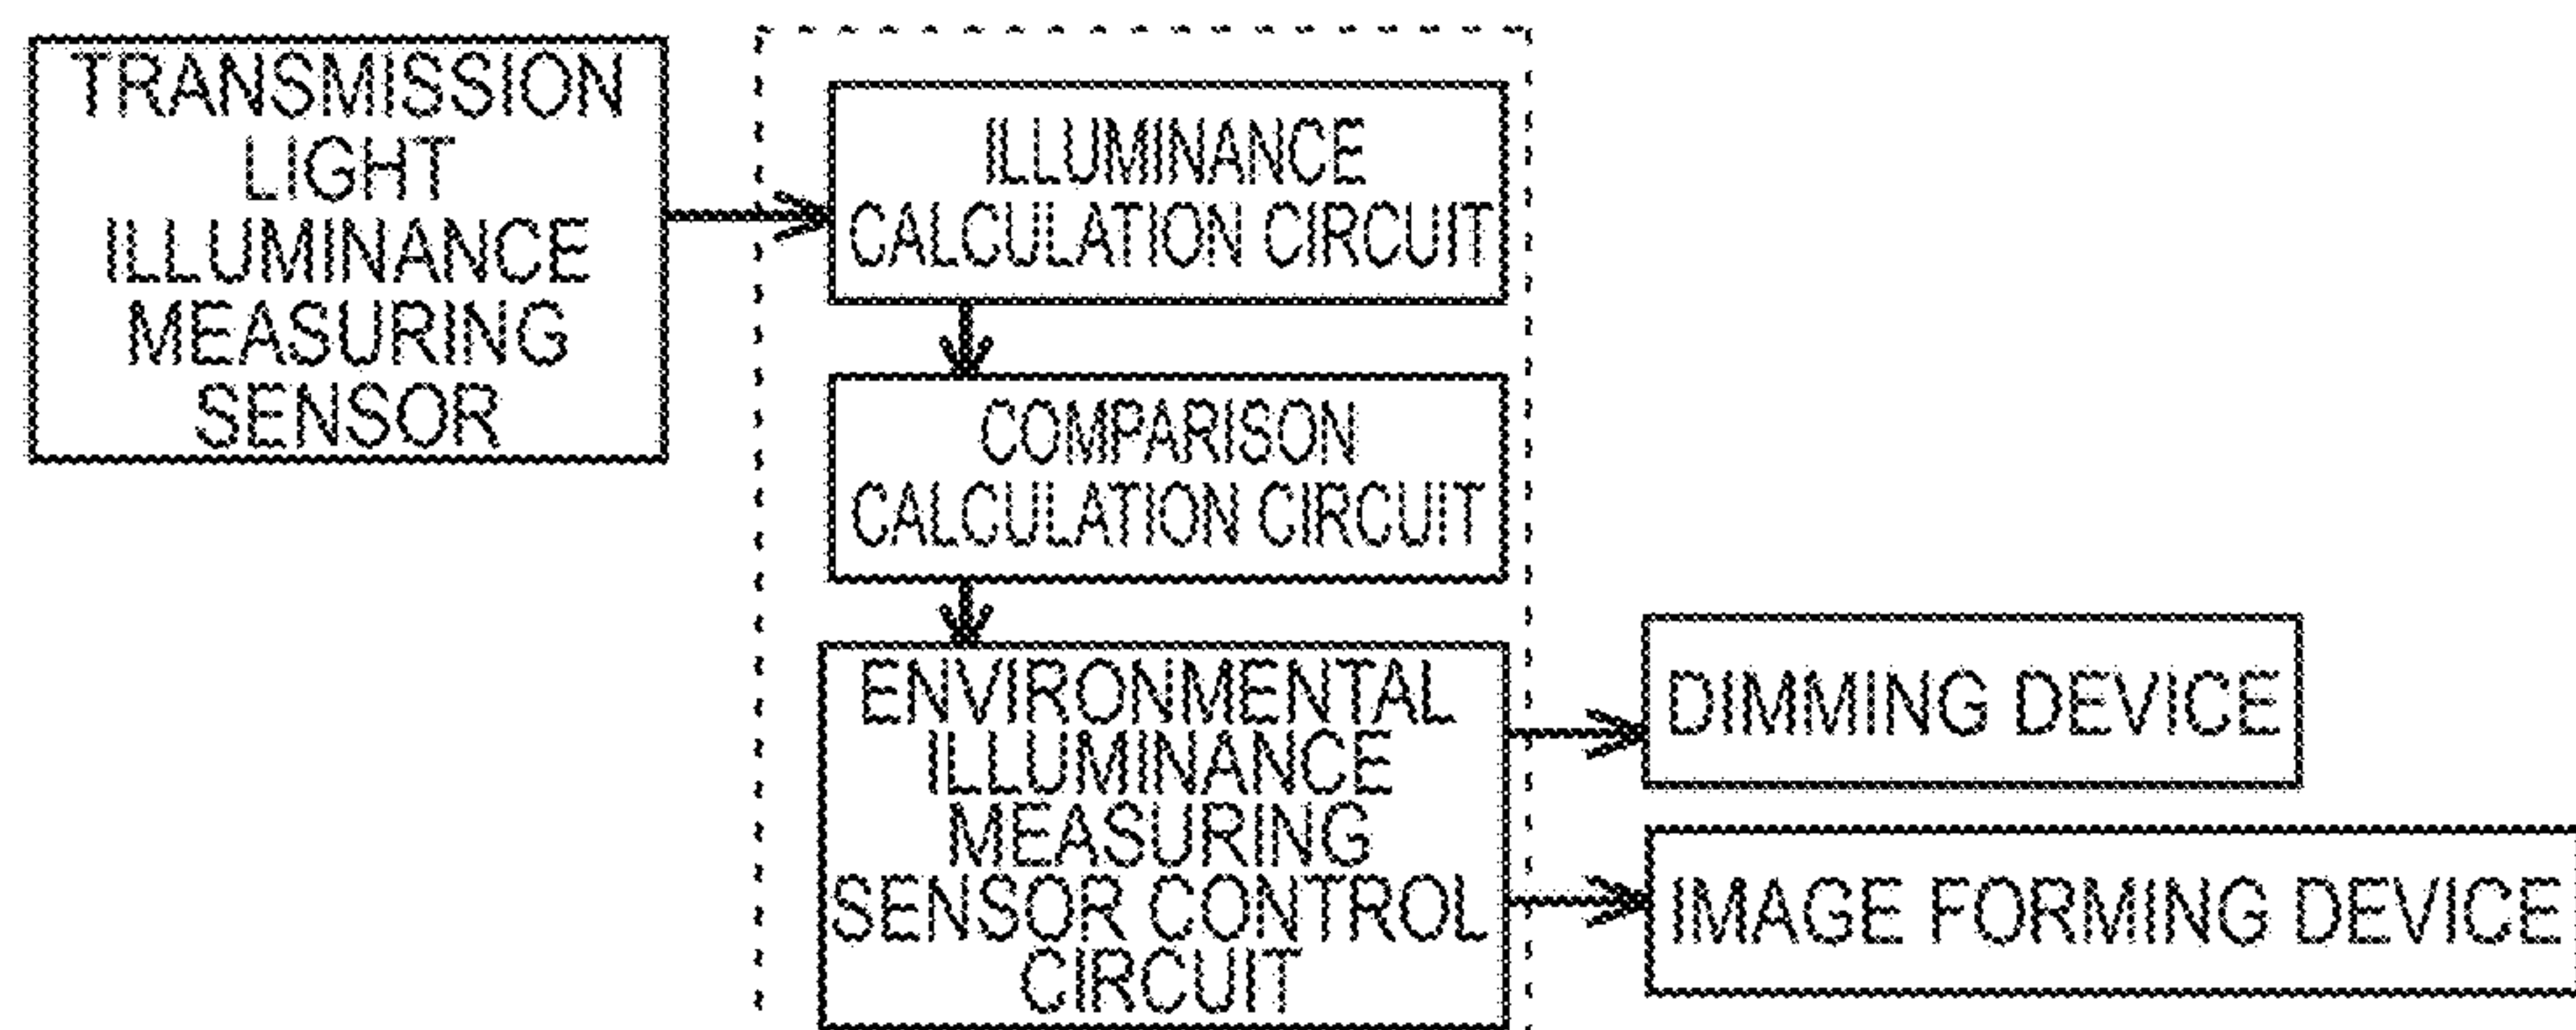 TRANSMISSION
LIGHT
ILLUMINANCE
MEASURING
SENSOR
ILLUMINANCE
CALCULATION CIRCUIT
COMPARISON
CALCULATION CIRCUIT
ENVIRONMENTAL
ILLUMINANCE
MEASURING
SENSOR CONTROL
CIRCUIT
DIMMING DEVICE
IMAGE FORMING DEVICE